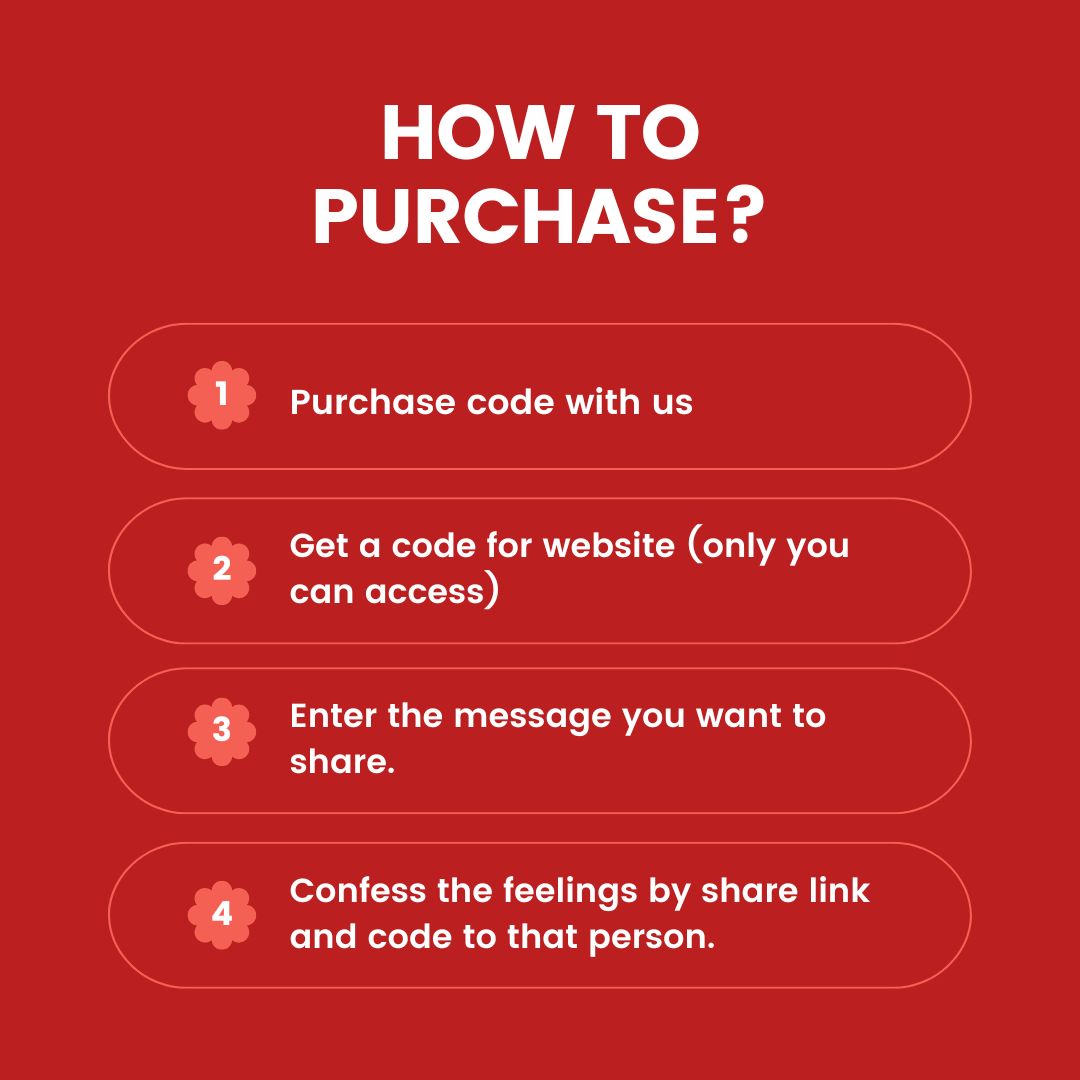 HOW TO
PURCHASE?
1
Purchase code with us
2
Get a code for website (only you
can access)
3
Enter the message you want to
share.
4
Confess the feelings by share link
and code to that person.